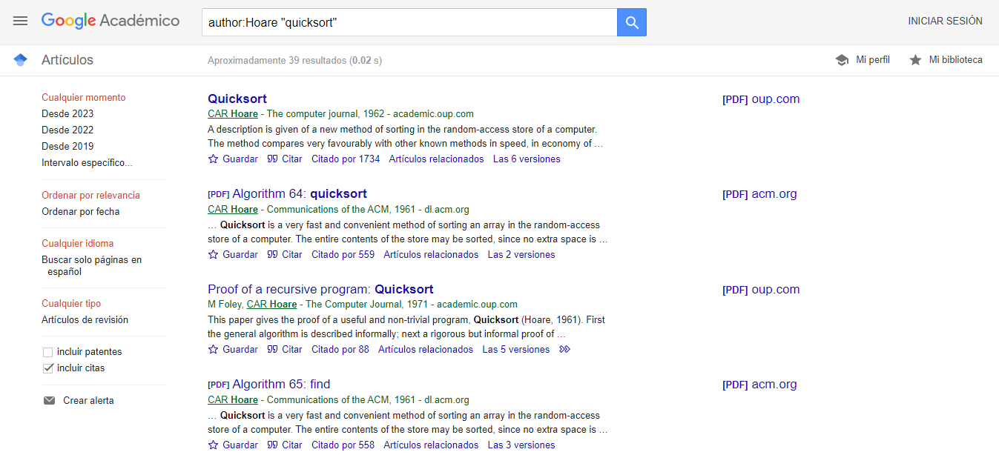 Google Académico
author:Hoare "quicksort"
INICIAR SESIÓN
Artículos
Aproximadamente 39 resultados (0.02 s)
Mi perfil
Mi biblioteca
Cualquier momento
Desde 2023
Desde 2022
Desde 2019
Intervalo específico...
Ordenar por relevancia
Ordenar por fecha
Cualquier idioma
Buscar solo páginas en
español
Cualquier tipo
Artículos de revisión
incluir patentes
incluir citas
Crear alerta
Quicksort
[PDF] oup.com
CAR Hoare - The computer journal, 1962 - academic.oup.com
A description is given of a new method of sorting in the random-access store of a computer.
The method compares very favourably with other known methods in speed, in economy of ...
Guardar Citar Citado por 1734 Artículos relacionados Las 6 versiones
[PDF] Algorithm 64: quicksort
[PDF] acm.org
CAR Hoare - Communications of the ACM, 1961 - dl.acm.org
... Quicksort is a very fast and convenient method of sorting an array in the random-access
store of a computer. The entire contents of the store may be sorted, since no extra space is ...
Guardar Citar Citado por 559 Artículos relacionados Las 2 versiones
Proof of a recursive program: Quicksort
[PDF] oup.com
M Foley, CAR Hoare - The Computer Journal, 1971 - academic.oup.com
This paper gives the proof of a useful and non-trivial program, Quicksort (Hoare, 1961). First
the general algorithm is described informally; next a rigorous but informal proof of ...
Guardar Citar Citado por 88 Artículos relacionados Las 5 versiones
[PDF] Algorithm 65: find
[PDF] acm.org
CAR Hoare - Communications of the ACM, 1961 - dl.acm.org
... Quicksort is a very fast and convenient method of sorting an array in the random-access
store of a computer. The entire contents of the store may be sorted, since no extra space is ...
Guardar Citar Citado por 558 Artículos relacionados Las 3 versiones